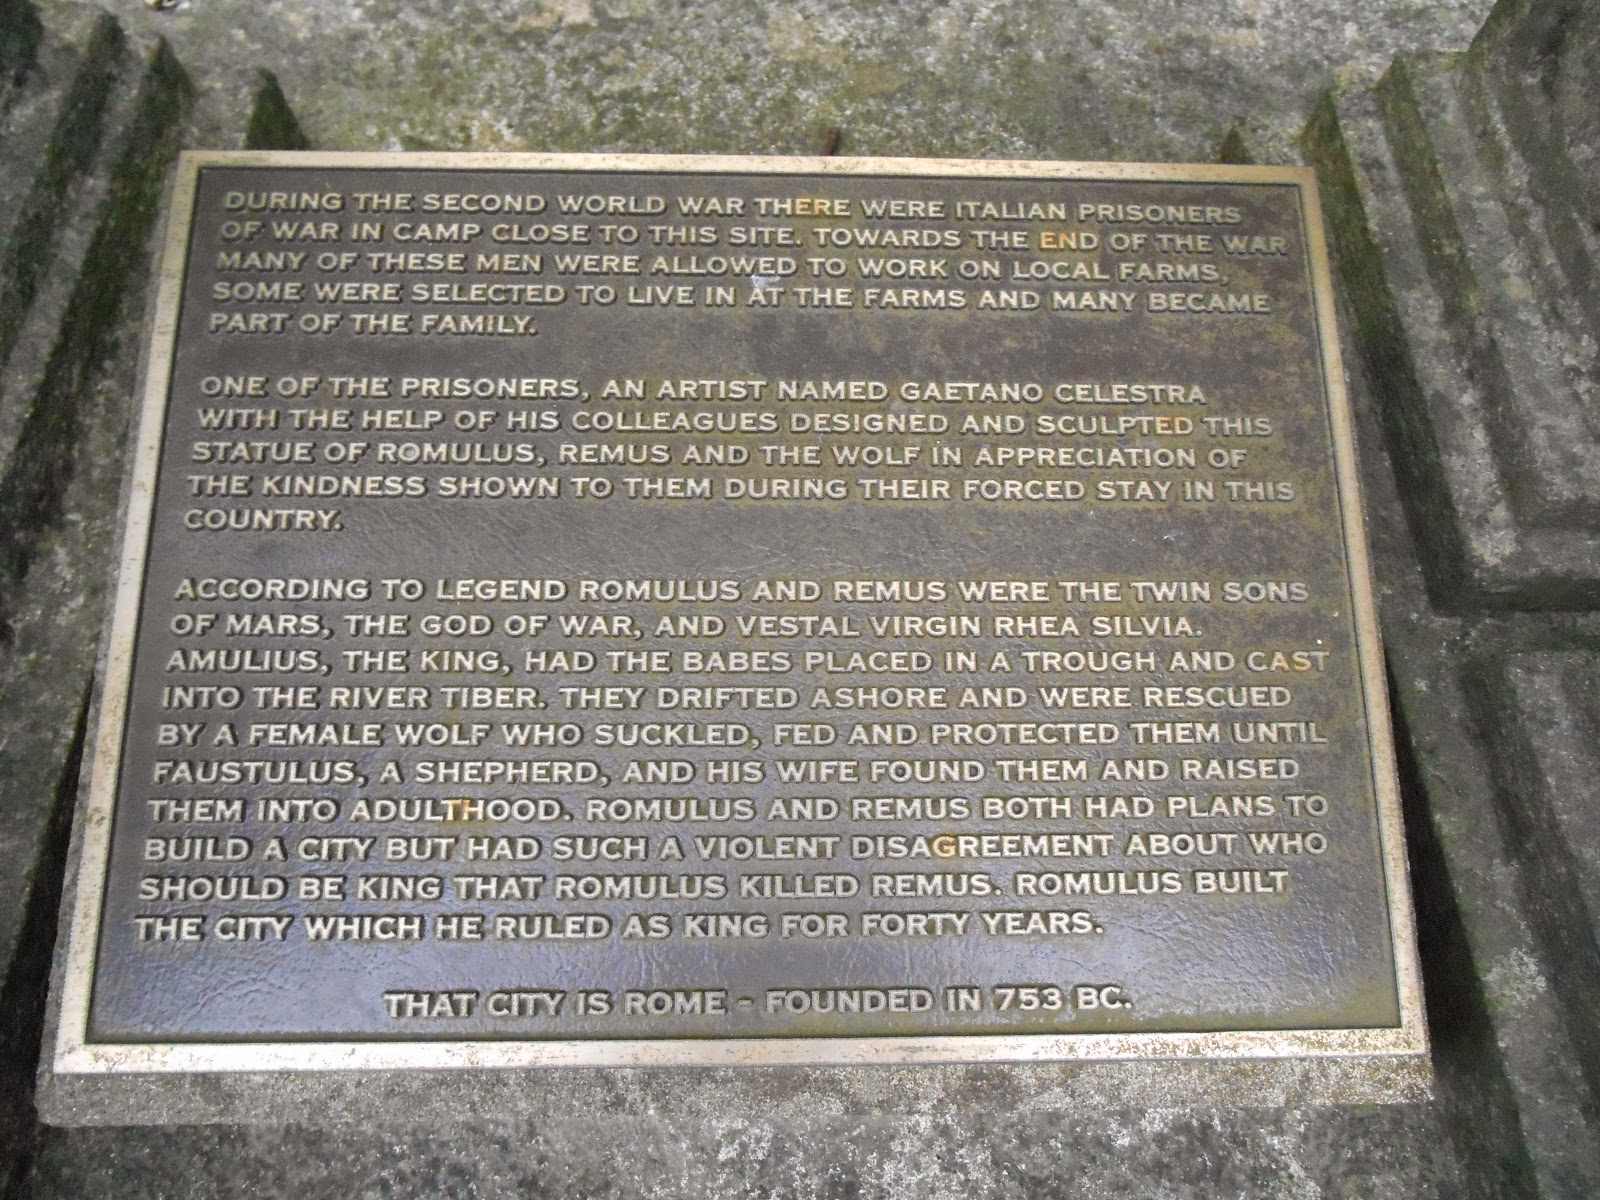 DURING THE SECOND WORLD WAR THERE WERE ITALIAN PRISONERS
OF WAR IN CAMP CLOSE TO THIS SITE. TOWARDS THE END OF THE WAR
MANY OF THESE MEN WERE ALLOWED TO WORK ON LOCAL FARMS,
SOME WERE SELECTED TO LIVE IN AT THE FARMS AND MANY BECAME
PART OF THE FAMILY.
ONE OF THE PRISONERS, AN ARTIST NAMED GAETANO CELESTRA
WITH THE HELP OF HIS COLLEAGUES DESIGNED AND SCULPTED THIS
STATUE OF ROMULUS, REMUS AND THE WOLF IN APPRECIATION OF
THE KINDNESS SHOWN TO THEM DURING THEIR FORCED STAY IN THIS
COUNTRY.
ACCORDING TO LEGEND ROMULUS AND REMUS WERE THE TWIN SONS
OF MARS, THE GOD OF WAR, AND VESTAL VIRGIN RHEA SILVIA.
AMULIUS, THE KING, HAD THE BABES PLACED IN A TROUGH AND CAST
INTO THE RIVER TIBER. THEY DRIFTED ASHORE AND WERE RESCUED
BY A FEMALE WOLF WHO SUCKLED, FED AND PROTECTED THEM UNTIL
FAUSTULUS, A SHEPHERD, AND HIS WIFE FOUND THEM AND RAISED
THEM INTO ADULTHOOD. ROMULUS AND REMUS BOTH HAD PLANS TO
BUILD A CITY BUT HAD SUCH A VIOLENT DISAGREEMENT ABOUT WHO
SHOULD BE KING THAT ROMULUS KILLED REMUS. ROMULUS BUILT
THE CITY WHICH HE RULED AS KING FOR FORTY YEARS.
THAT CITY IS ROME - FOUNDED IN 753 BC.